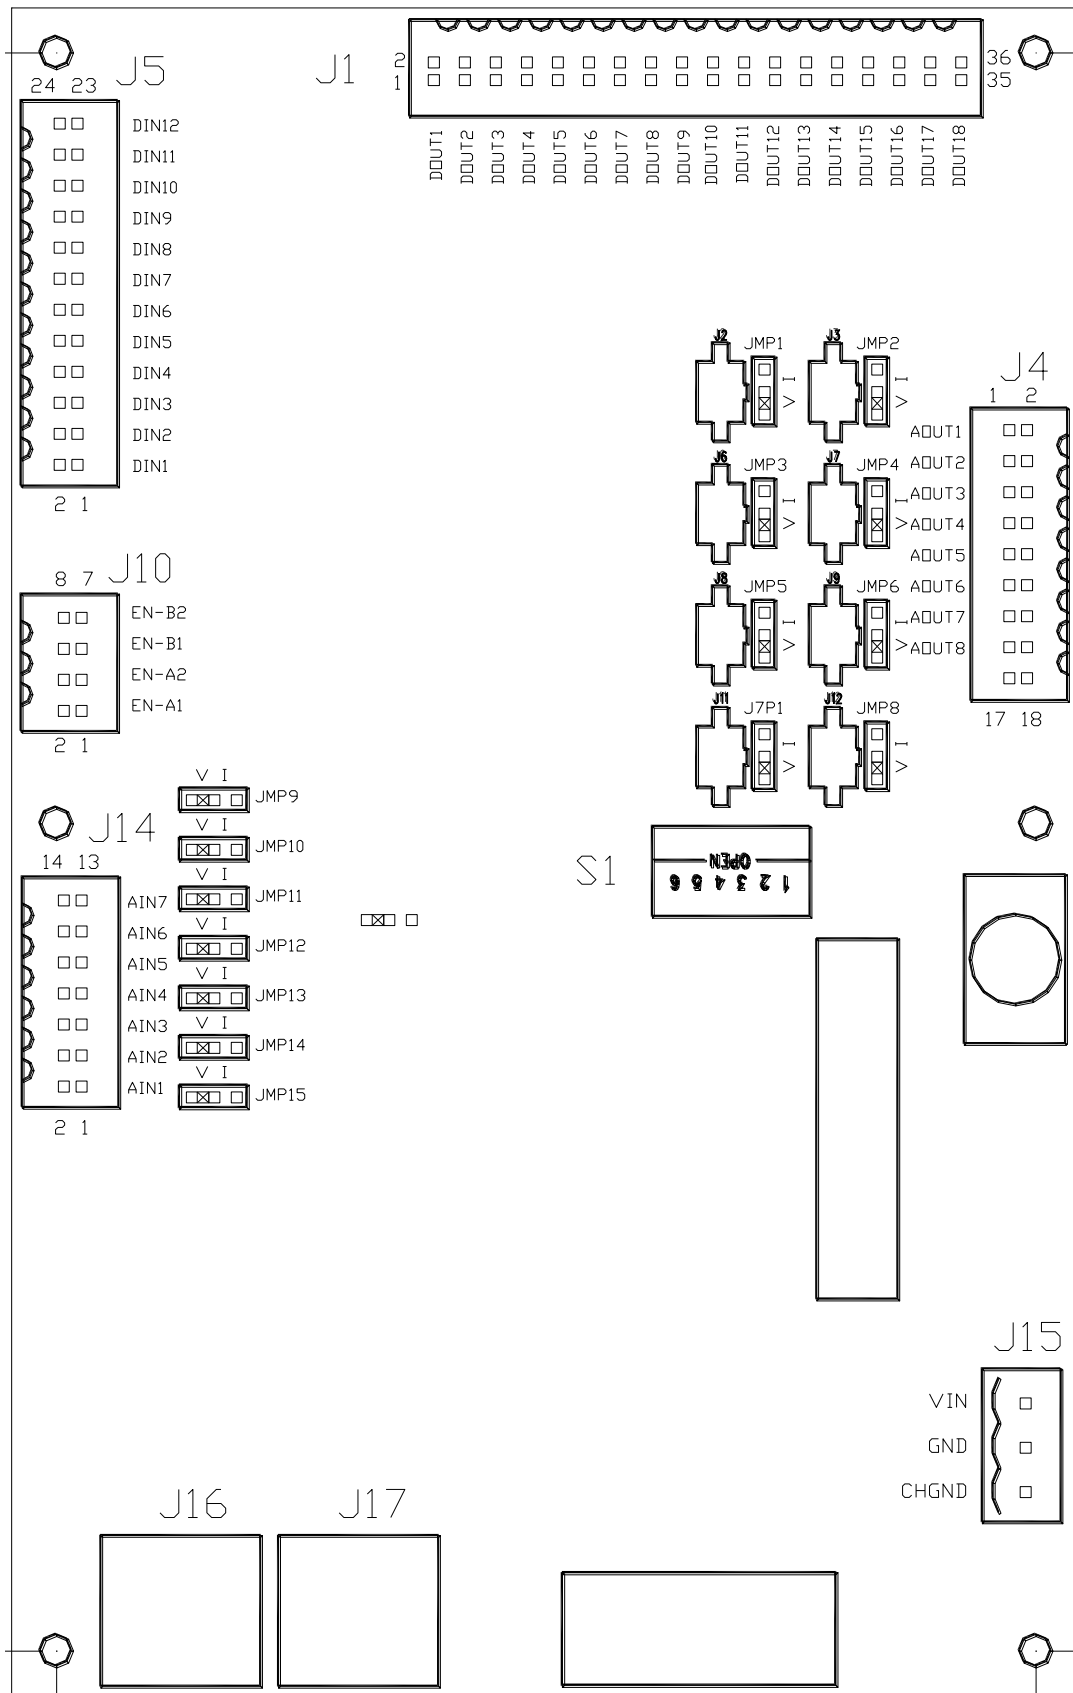 J5
24 23
DIN12
DIN11
DIN10
DIN9
DIN8
DIN7
DIN6
DIN5
DIN4
DIN3
DIN2
DIN1
2 1
J1
2
1
36
35
DOUT1
DOUT2
DOUT3
DOUT4
DOUT5
DOUT6
DOUT7
DOUT8
DOUT9
DOUT10
DOUT11
DOUT12
DOUT13
DOUT14
DOUT15
DOUT16
DOUT17
DOUT18
J2
JMP1
I
V
J3
JMP2
I
V
J6
JMP3
I
V
J7
JMP4
I
V
J8
JMP5
I
V
J9
JMP6
I
V
J11
J7P1
I
V
J12
JMP8
I
V
J4
1 2
AOUT1
AOUT2
AOUT3
AOUT4
AOUT5
AOUT6
AOUT7
AOUT8
17 18
J10
8 7
EN-B2
EN-B1
EN-A2
EN-A1
2 1
J14
14 13
AIN7
AIN6
AIN5
AIN4
AIN3
AIN2
AIN1
2 1
V I
JMP9
V I
JMP10
V I
JMP11
V I
JMP12
V I
JMP13
V I
JMP14
V I
JMP15
S1
OPEN
1 2 3 4 5 6
J15
VIN
GND
CHGND
J16
J17